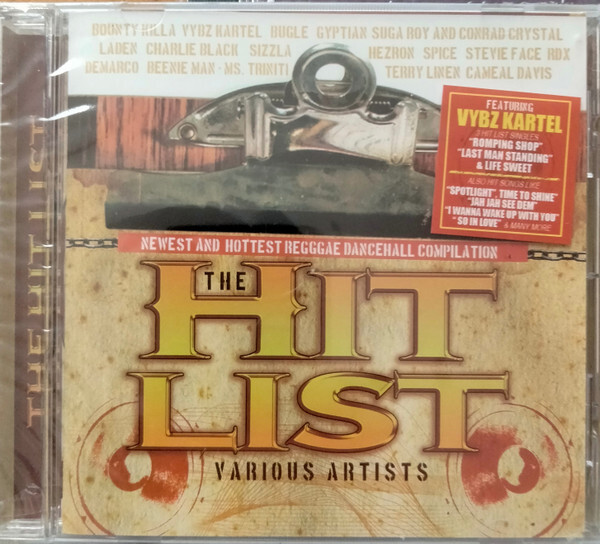 BOUNTY KILLA VYBZ KARTEL BUGLE GYPTIAN SUGA ROY AND CONRAD CRYSTAL
LADEN CHARLIE BLACK SIZZLA HEZRON SPICE STEVIE FACE RDX
DEMARCO BEENIE MAN - MS. TRINITI TERRY LINEN CAMEAL DAVIS
FEATURING
VYBZ KARTEL
3 HIT LIST SINGLES
"ROMPING SHOP"
"LAST MAN STANDING"
& LIFE SWEET
ALSO HIT SONGS LIKE
"SPOTLIGHT", TIME TO SHINE"
"JAH JAH SEE DEM"
"I WANNA WAKE UP WITH YOU"
"SO IN LOVE" & MANY MORE
NEWEST AND HOTTEST REGGGAE DANCEHALL COMPILATION
THE
HIT
LIST
VARIOUS ARTISTS
THE HIT LIST